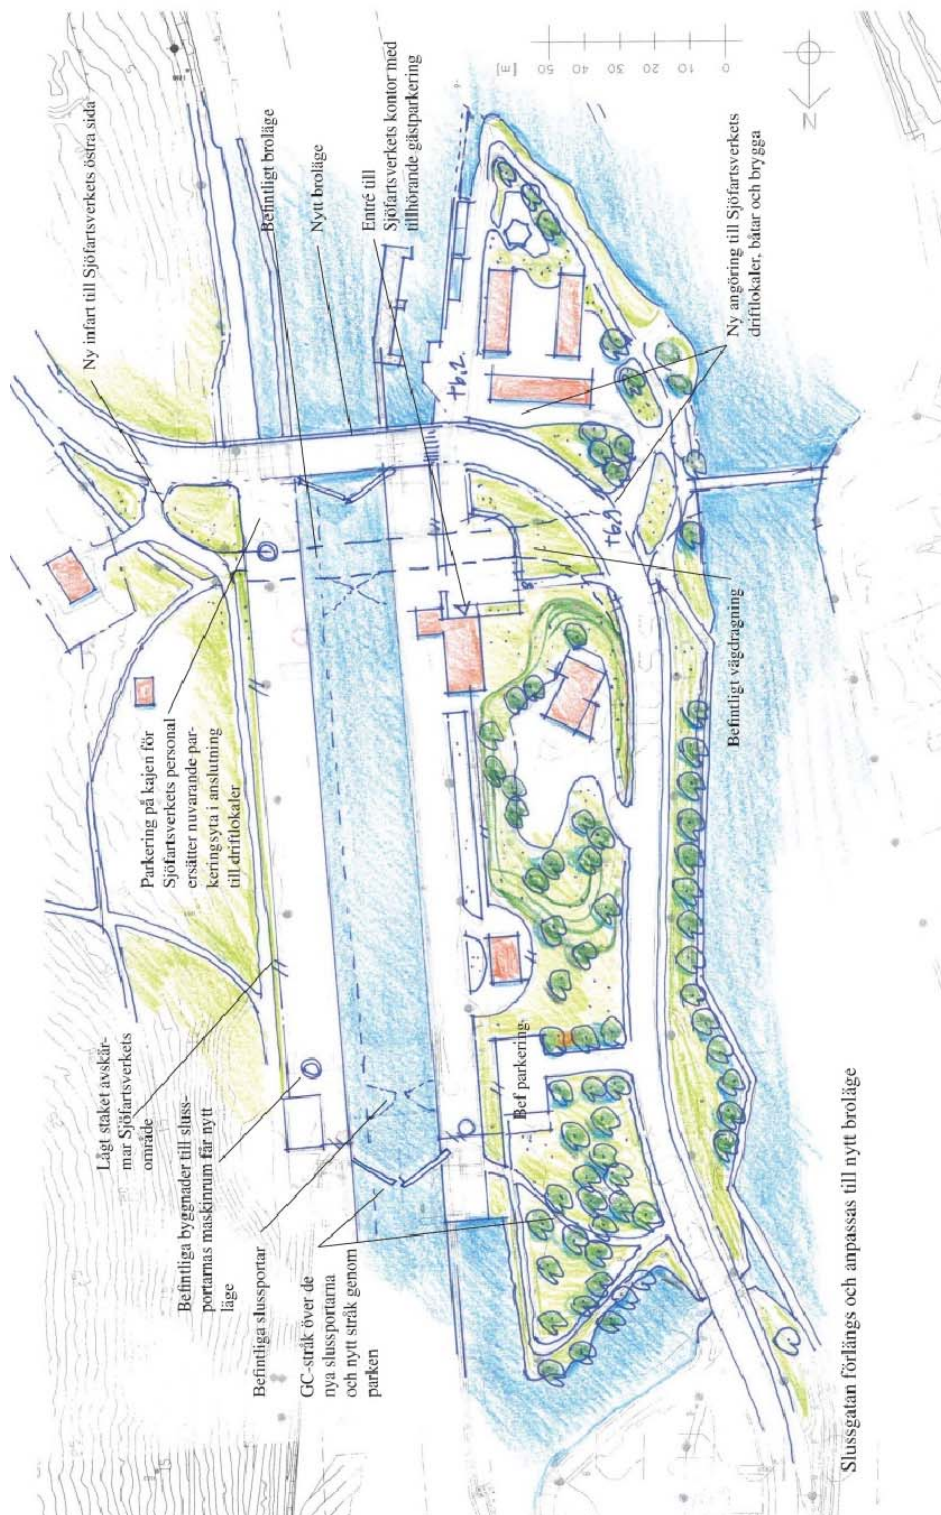 Lågt staket avskär-
mar Sjöfartsverkets
område
Parkering på kajen för
Sjöfartsverkets personal
ersätter nuvarande par-
keringsyta i anslutning
till driftlokaler
Ny infart till Sjöfartsverkets östra sida
Befintliga byggnader till sluss-
portarnas maskinrum får nytt
läge
Befintliga slussportar
GC-stråk över de
nya slussportarna
och nytt stråk genom
parken
Befintligt broläge
Nytt broläge
Entré till
Sjöfartsverkets kontor med
tillhörande gästparkering
Bef parkering
Befintligt vägdragning
Ny angöring till Sjöfartsverkets
driftlokaler, båtar och brygga
[m]
50 40 30 20 10 0
N
Slussgatan förlängs och anpassas till nytt broläge